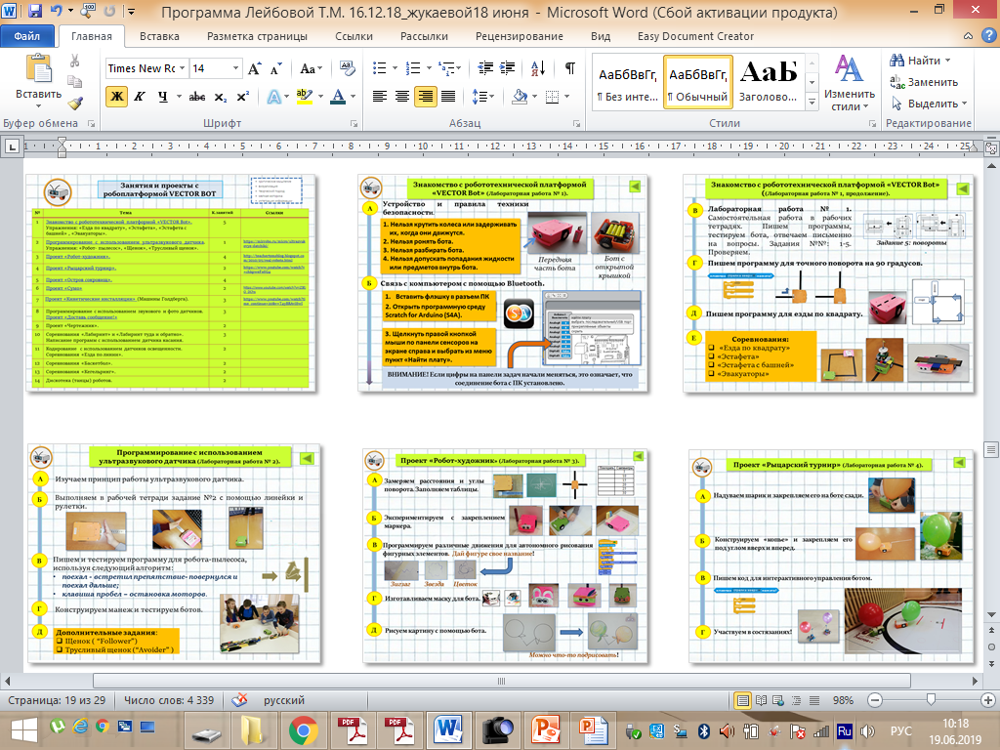 Программа Лейбовой Т.М. 16.12.18_жукаевой18 июня - Microsoft Word (Сбой активации продукта)
Файл Главная Вставка Разметка страницы Ссылки Рассылки Рецензирование Вид Easy Document Creator
Вставить
Times New Rc 14
Ж К Ч abc x₂ x²
АаБбВвГг, АаБбВвГг, АаБ
¶ Без инте... ¶ Обычный Заголово...
Изменить стили
Найти
Заменить
Выделить
Буфер обмена Шрифт Абзац Стили Редактирование
Занятия и проекты с
робоплатформой VECTOR BOT
№ Тема К.занятий Ссылки
1 Знакомство с робототехнической платформой «VECTOR Bot». 5
Упражнения: «Езда по квадрату», «Эстафета», «Эстафета с
башней», «Эвакуаторы».
2 Программирование с использованием ультразвукового датчика. 1
Упражнения: «Робот-пылесос», «Щенок», «Трусливый щенок».
3 Проект «Робот-художник». 4
4 Проект «Рыцарский турнир». 2
5 Проект «Остров сокровищ». 4
6 Проект «Сумо» 2
7 Проект «Кинетическая инсталляция» (Машины Голдберга). 3
8 Программирование с использованием звукового и фото датчиков. 3
Проект «Доставь сообщение!»
9 Проект «Чертежник». 2
10 Соревнования «Лабиринт» и «Лабиринт туда и обратно». 3
Написание программ с использованием датчика касания.
11 Кодирование с использованием датчиков освещенности. 2
Соревнования «Езда по линии».
12 Соревнования «Баскетбол». 2
13 Соревнования «Кегельринг». 2
14 Дискотека (танцы) роботов. 2
Знакомство с робототехнической платформой
«VECTOR Bot» (Лабораторная работа № 1).
А Устройство и правила техники
безопасности.
1. Нельзя крутить колеса или задерживать
их, когда они движутся.
2. Нельзя ронять бота.
3. Нельзя разбирать бота.
4. Нельзя допускать попадания жидкости
или предметов внутрь бота.
Передняя
часть бота
Бот с
открытой
крышкой
Б Связь с компьютером с помощью Bluetooth.
1. Вставить флэшку в разъем ПК
2. Открыть программную среду
Scratch for Arduino (S4A).
3. Щелкнуть правой кнопкой
мыши по панели сенсоров на
экране справа и выбрать из меню
пункт «Найти плату».
ВНИМАНИЕ! Если цифры на панели задач начали меняться, это означает, что
соединение бота с ПК установлено.
Знакомство с робототехнической платформой «VECTOR Bot»
((Лабораторная работа № 1, продолжение).
В Лабораторная работа №1.
Самостоятельная работа в рабочих
тетрадях. Пишем программы,
тестируем бота, отвечаем письменно
на вопросы. Задания №№: 1-5.
Проверяем.
Задание 5: повороты
Г Пишем программу для точного поворота на 90 градусов.
Д Пишем программу для езды по квадрату.
Е Соревнования:
«Езда по квадрату»
«Эстафета»
«Эстафета с башней»
«Эвакуаторы»
Программирование с использованием
ультразвукового датчика (Лабораторная работа № 2).
А Изучаем принцип работы ультразвукового датчика.
Б Выполняем в рабочей тетради задание №2 с помощью линейки и
рулетки.
В Пишем и тестируем программу для робота-пылесоса,
используя следующий алгоритм:
• поехал - встретил препятствие- повернулся и
поехал дальше;
• клавиша пробел – остановка моторов.
Г Конструируем манеж и тестируем ботов.
Д Дополнительные задания:
Щенок ( "Follower")
Трусливый щенок ("Avoider" )
Проект «Робот-художник» (Лабораторная работа № 3).
А Замеряем расстояния и углы
поворота. Заполняем таблицы.
Б Экспериментируем с закреплением
маркера.
В Программируем различные движения для автономного рисования
фигурных элементов. Дай фигуре свое название!
Зигзаг Звезда Цветок
Г Изготавливаем маску для бота.
Д Рисуем картину с помощью бота.
Можно что-то подрисовать!
Проект «Рыцарский турнир» (Лабораторная работа № 4).
А Надуваем шарик и закрепляем его на боте сзади.
Б Конструируем «копье» и закрепляем его
под углом вверх и вперед.
В Пишем код для интерактивного управления ботом.
Г Участвуем в состязаниях!
Страница: 19 из 29 Число слов: 4 339 русский 98%
Ru РУС 10:18
19.06.2019